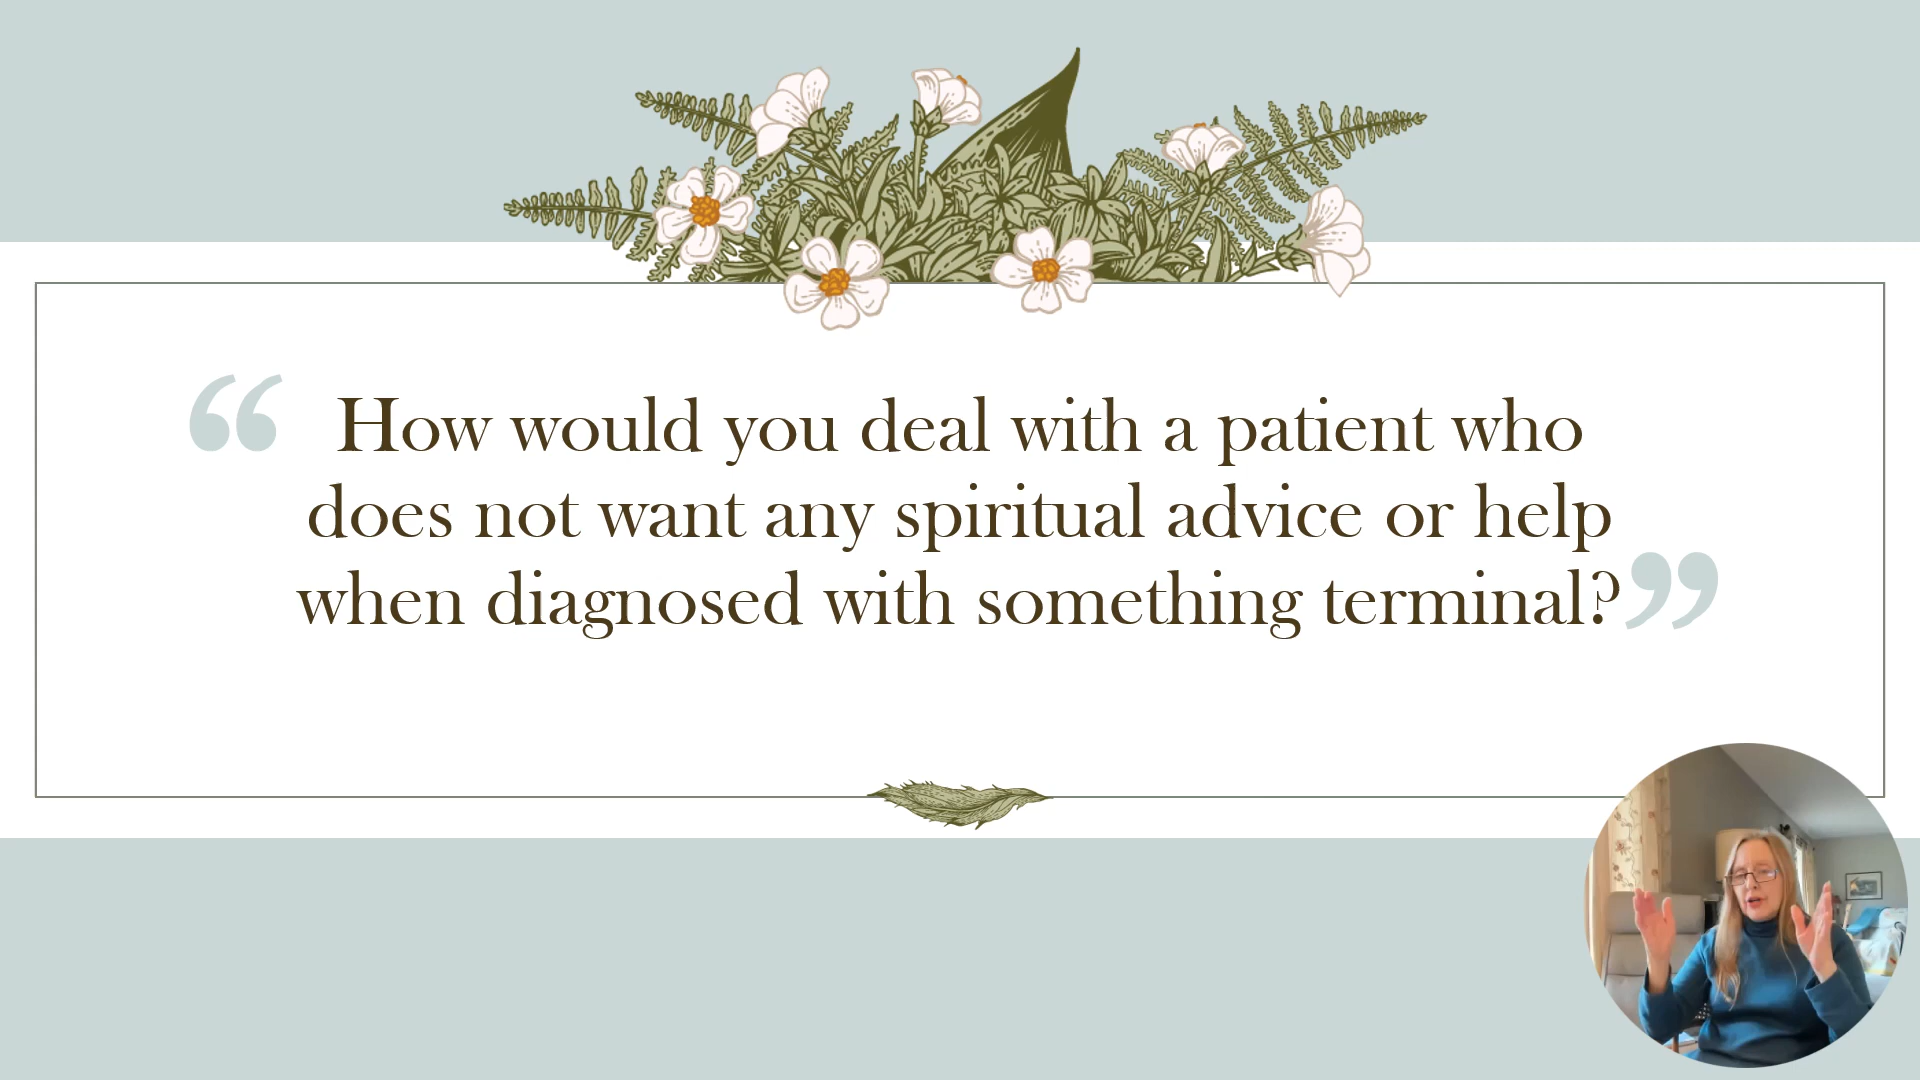 “ How would you deal with a patient who
does not want any spiritual advice or help
when diagnosed with something terminal? ”